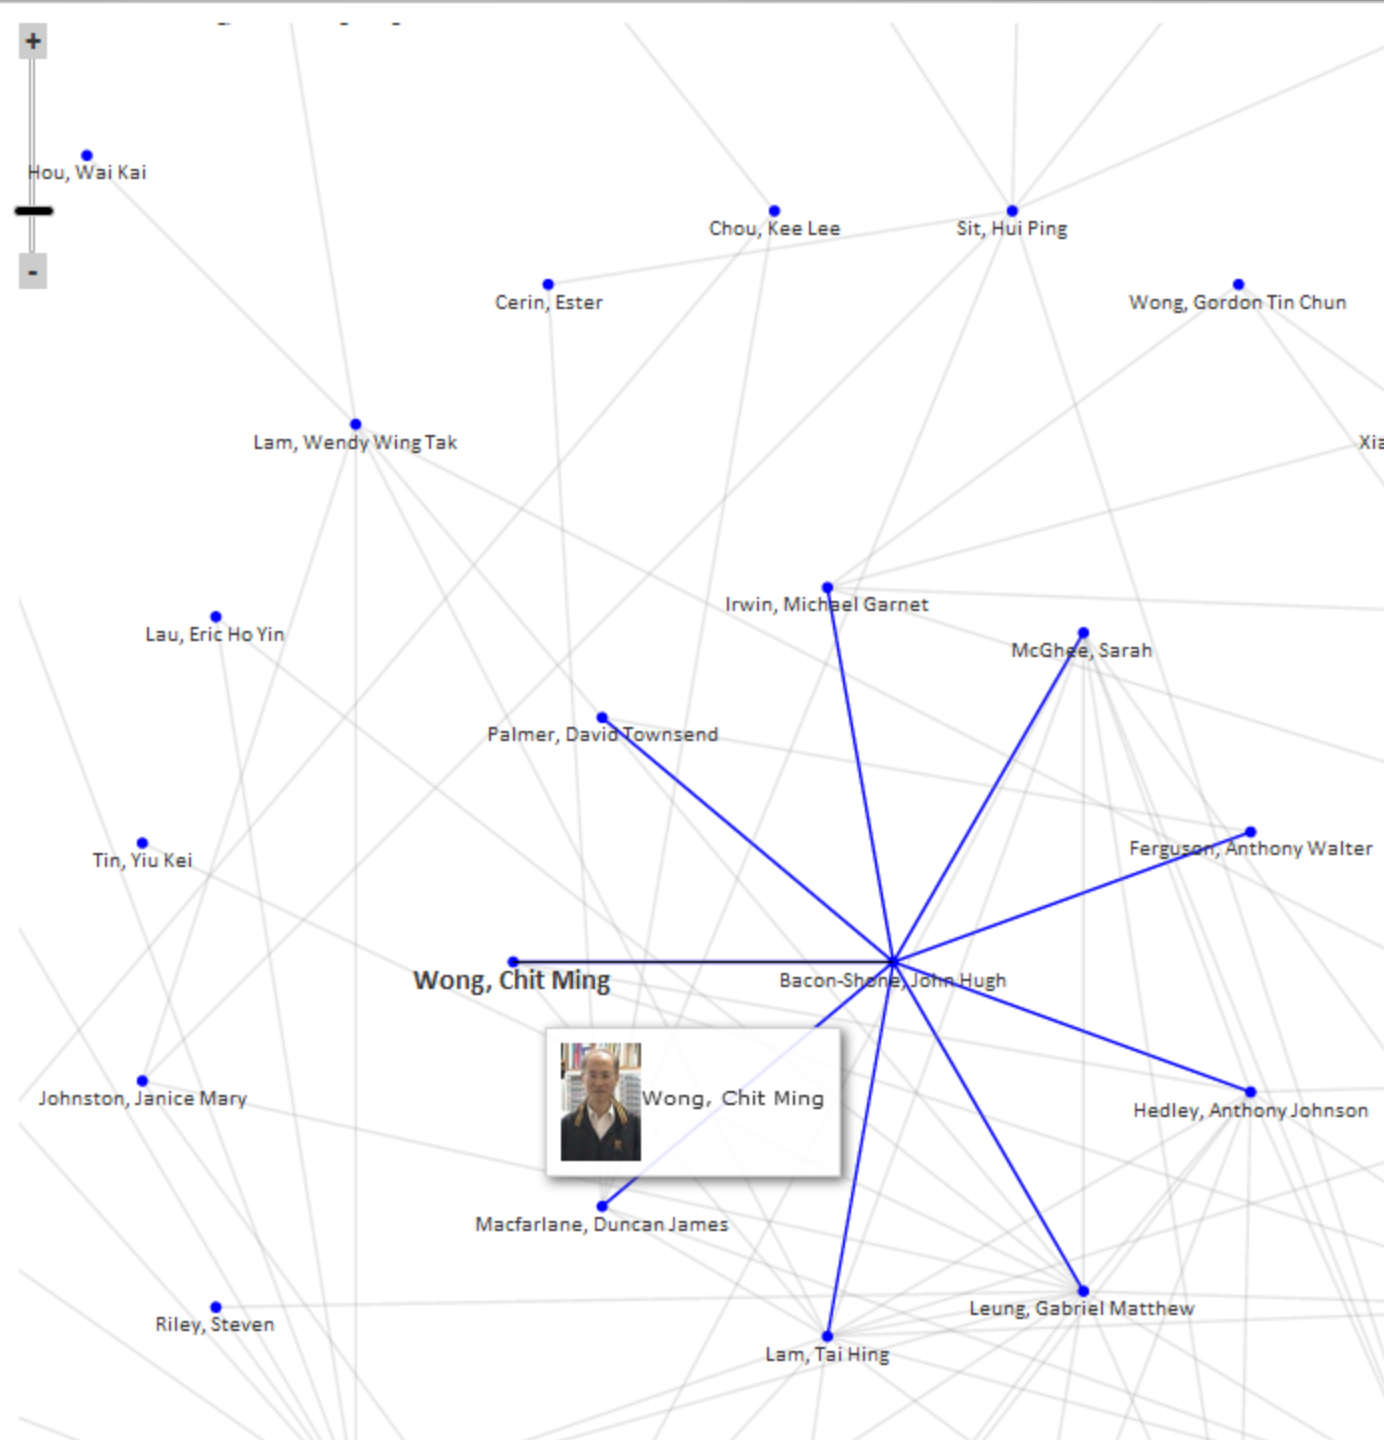 +
Hou, Wai Kai
Chou, Kee Lee
Sit, Hui Ping
-
Cerin, Ester
Wong, Gordon Tin Chun
Lam, Wendy Wing Tak
Xia
Irwin, Michael Garnet
Lau, Eric Ho Yin
McGhee, Sarah
Palmer, David Townsend
Ferguson, Anthony Walter
Tin, Yiu Kei
Wong, Chit Ming
Bacon-Shone, John Hugh
Wong, Chit Ming
Johnston, Janice Mary
Hedley, Anthony Johnson
Macfarlane, Duncan James
Leung, Gabriel Matthew
Riley, Steven
Lam, Tai Hing